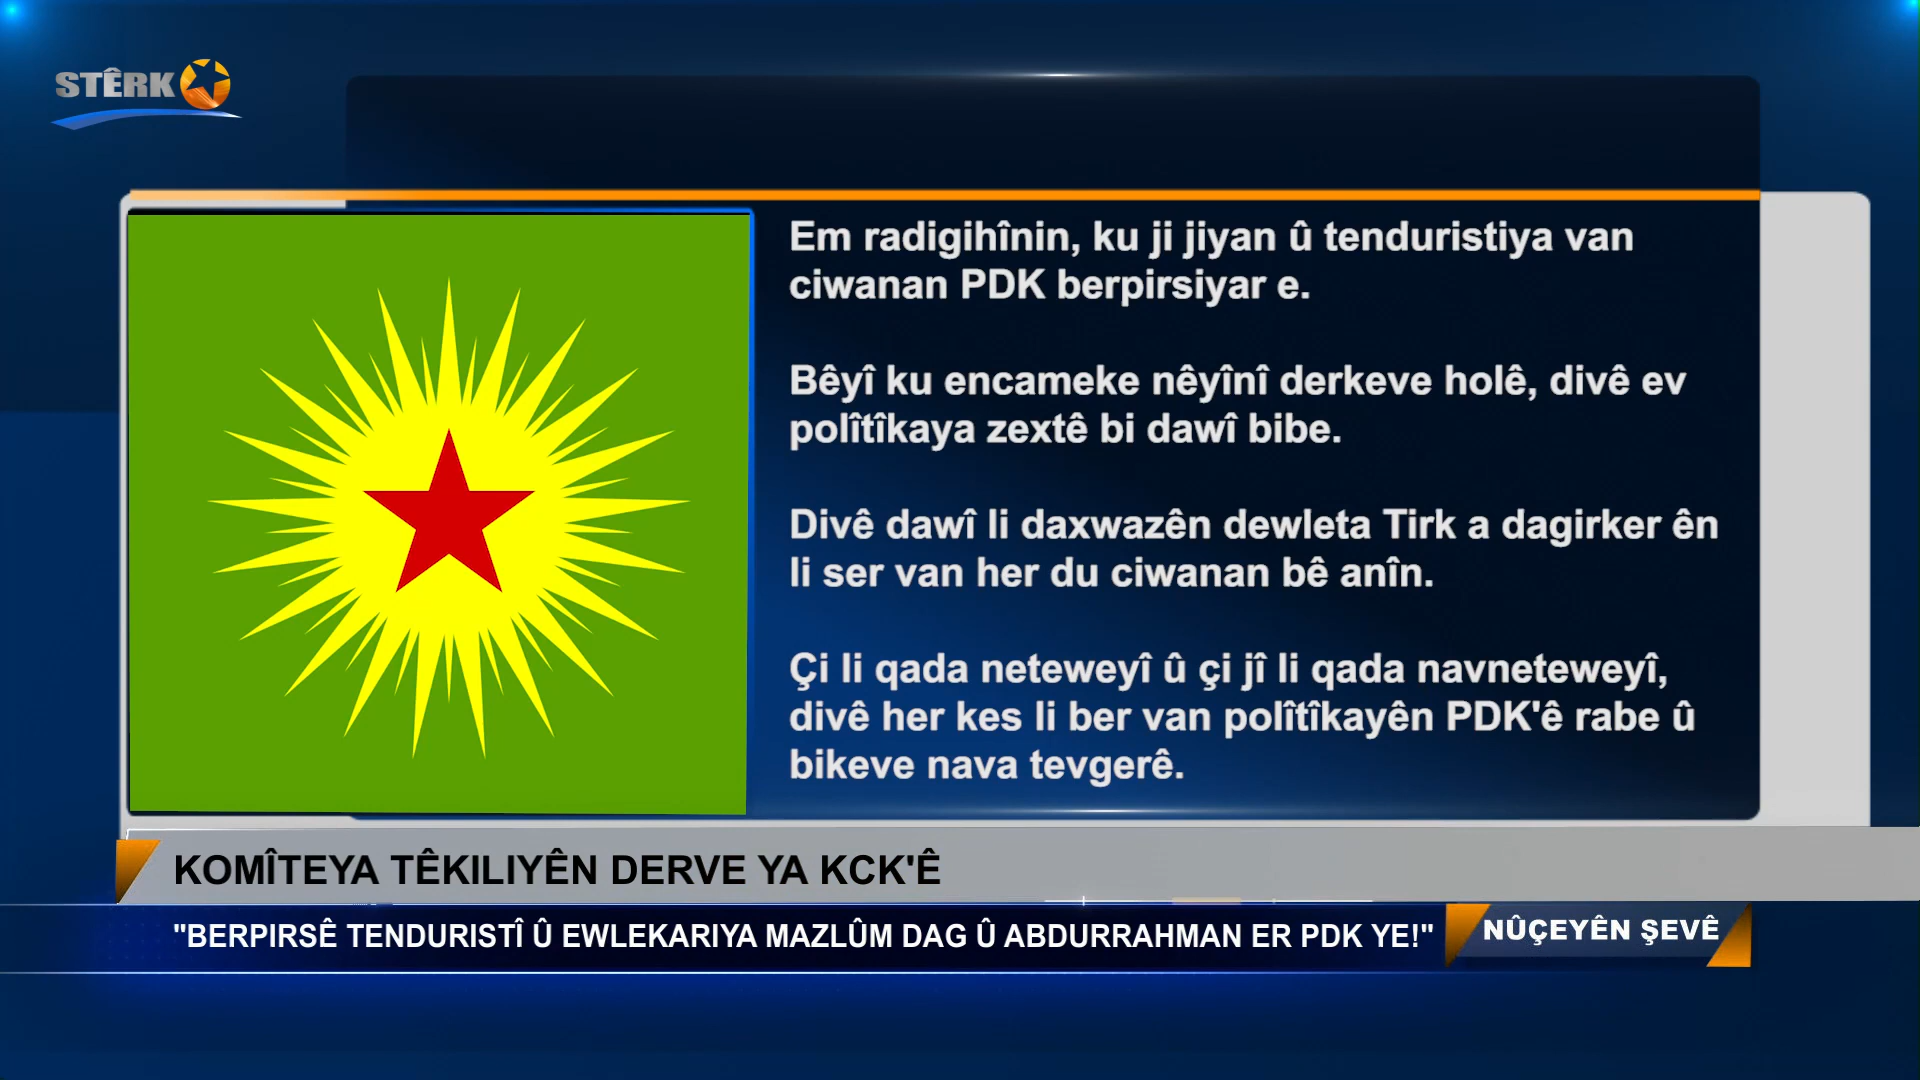 STÊRK
Em radigihînin, ku ji jiyan û tenduristiya van
ciwanan PDK berpirsiyar e.
Bêyî ku encameke nêyînî derkeve holê, divê ev
polîtîkaya zextê bi dawî bibe.
Divê dawî li daxwazên dewleta Tirk a dagirker ên
li ser van her du ciwanan bê anîn.
Çi li qada neteweyî û çi jî li qada navneteweyî,
divê her kes li ber van polîtîkayên PDK'ê rabe û
bikeve nava tevgerê.
KOMÎTEYA TÊKILIYÊN DERVE YA KCK'Ê
"BERPIRSÊ TENDURISTÎ Û EWLEKARIYA MAZLÛM DAG Û ABDURRAHMAN ER PDK YE!"
NÛÇEYÊN ŞEVÊ